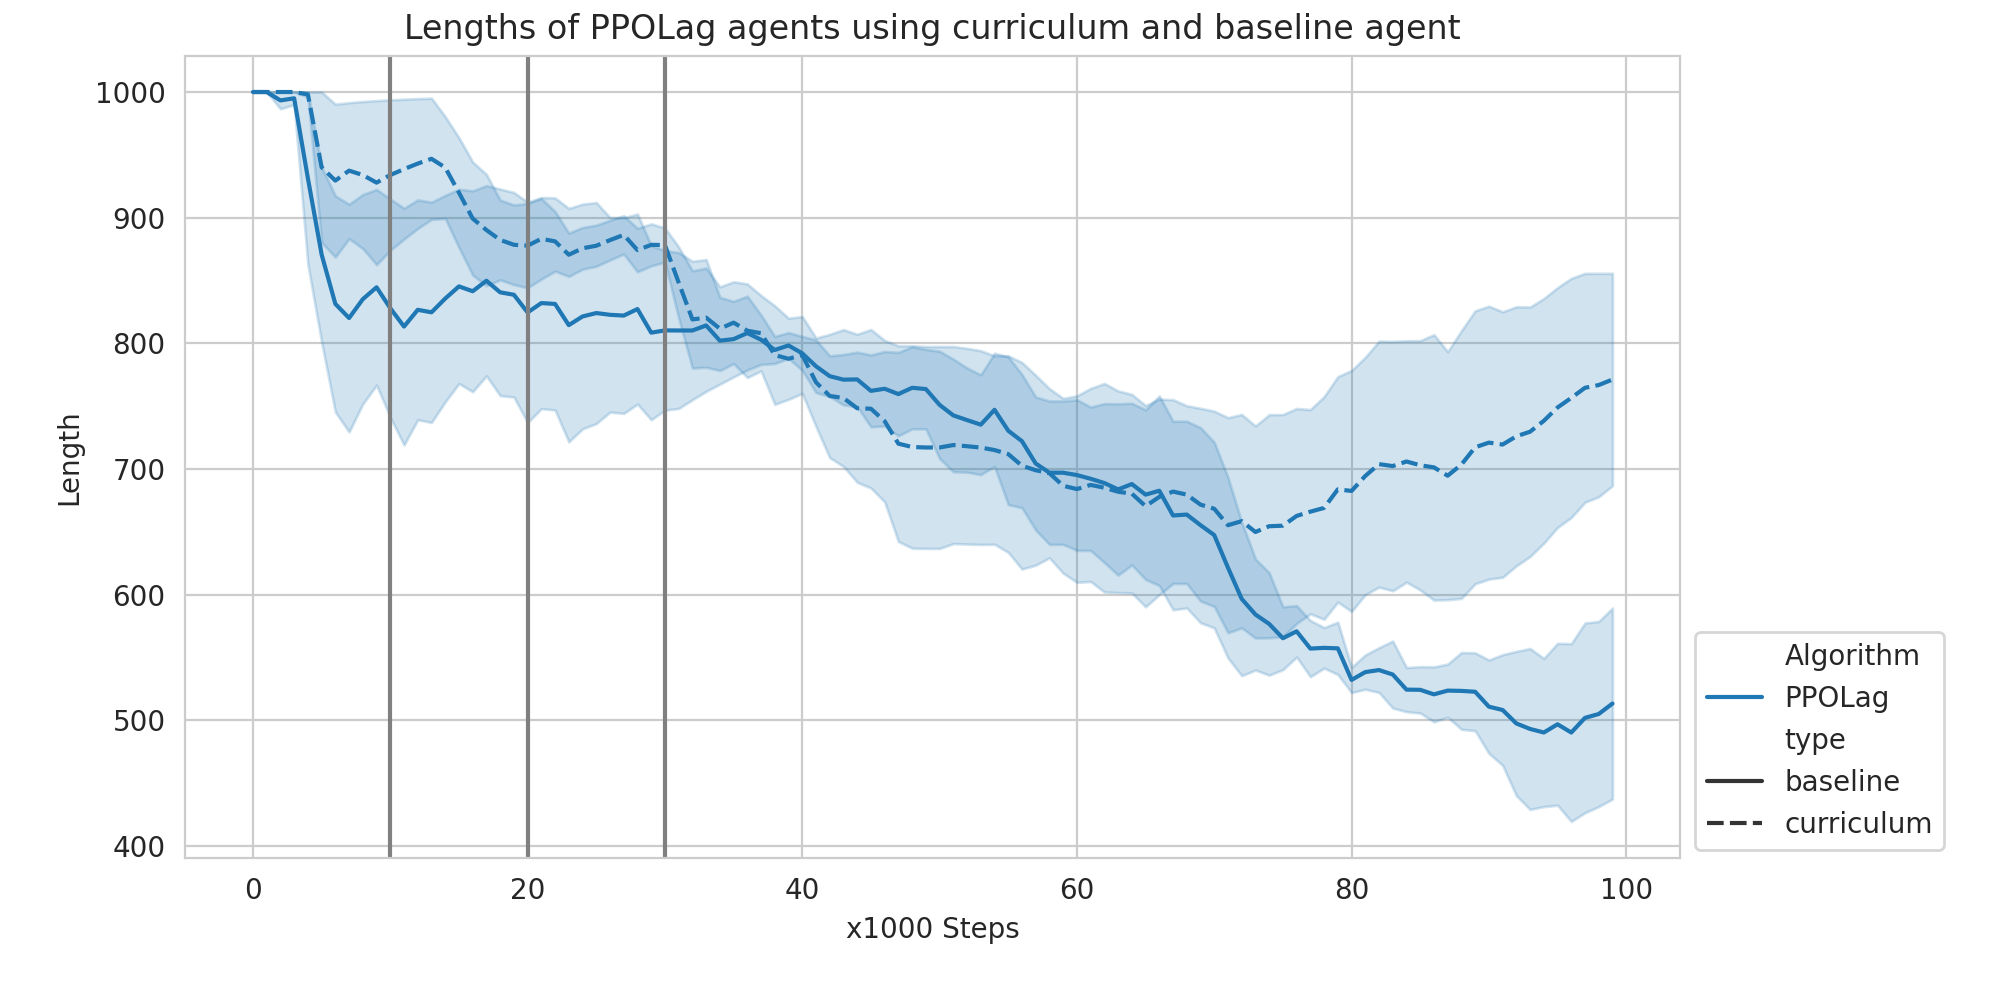 Lengths of PPOLag agents using curriculum and baseline agent
1000
900
800
700
600
500
400
Length
0 20 40 60 80 100
x1000 Steps
Algorithm
PPOLag
type
baseline
curriculum